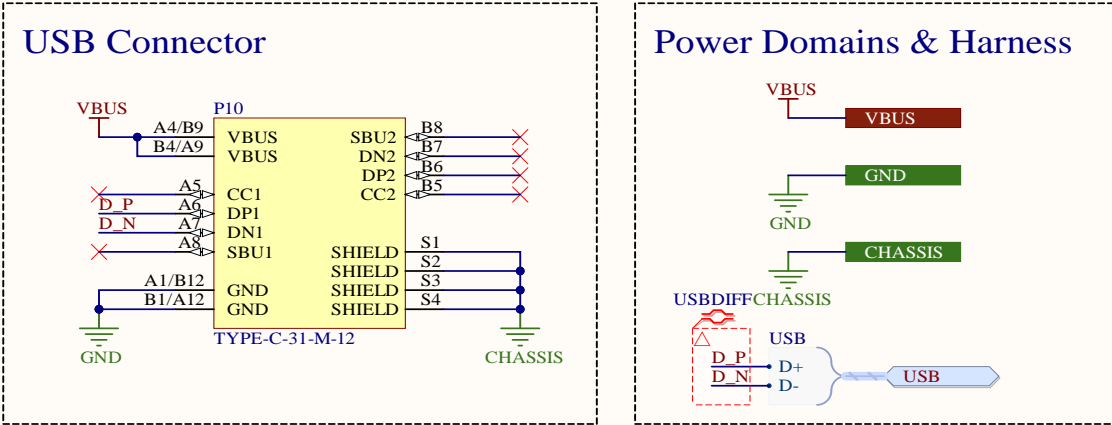 USB Connector
VBUS
P10
A4/B9 VBUS SBU2 B8
B4/A9 VBUS DN2 B7
DP2 B6
A5 CC1 CC2 B5
D_P A6 DP1
D_N A7 DN1
A8 SBU1 SHIELD S1
SHIELD S2
A1/B12 GND SHIELD S3
B1/A12 GND SHIELD S4
TYPE-C-31-M-12
GND
CHASSIS
Power Domains & Harness
VBUS
VBUS
GND
GND
CHASSIS
CHASSIS
USBDIFF
USB
D_P D+
D_N D-
USB